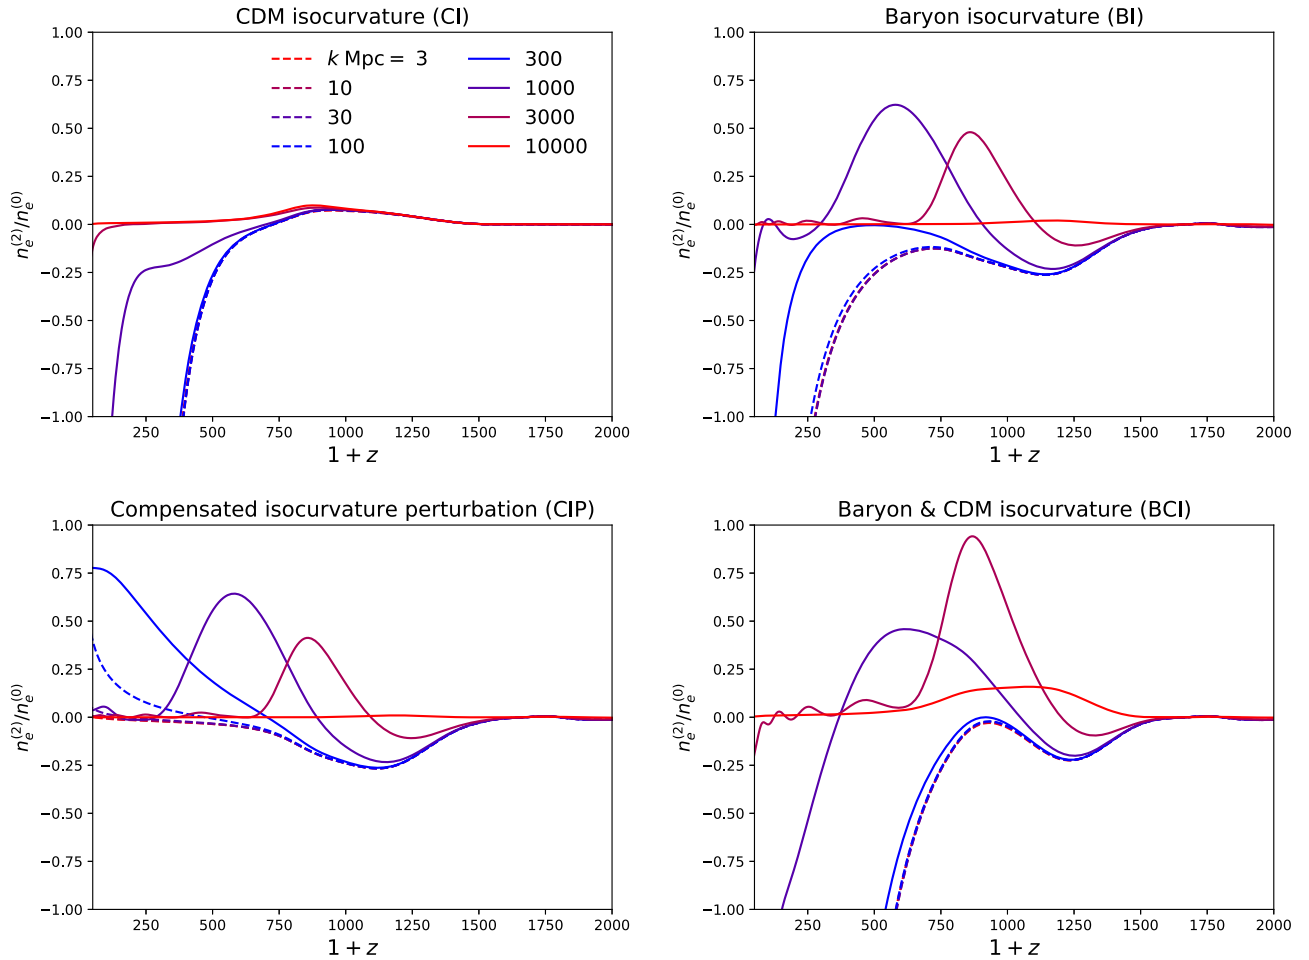 CDM isocurvature (CI)
1.00
0.75
0.50
0.25
0.00
−0.25
−0.50
−0.75
−1.00
n_e^(2)/n_e^(0)
k Mpc = 3
10
30
100
300
1000
3000
10000
250 500 750 1000 1250 1500 1750 2000
1 + z
Baryon isocurvature (BI)
1.00
0.75
0.50
0.25
0.00
−0.25
−0.50
−0.75
−1.00
n_e^(2)/n_e^(0)
250 500 750 1000 1250 1500 1750 2000
1 + z
Compensated isocurvature perturbation (CIP)
1.00
0.75
0.50
0.25
0.00
−0.25
−0.50
−0.75
−1.00
n_e^(2)/n_e^(0)
250 500 750 1000 1250 1500 1750 2000
1 + z
Baryon & CDM isocurvature (BCI)
1.00
0.75
0.50
0.25
0.00
−0.25
−0.50
−0.75
−1.00
n_e^(2)/n_e^(0)
250 500 750 1000 1250 1500 1750 2000
1 + z